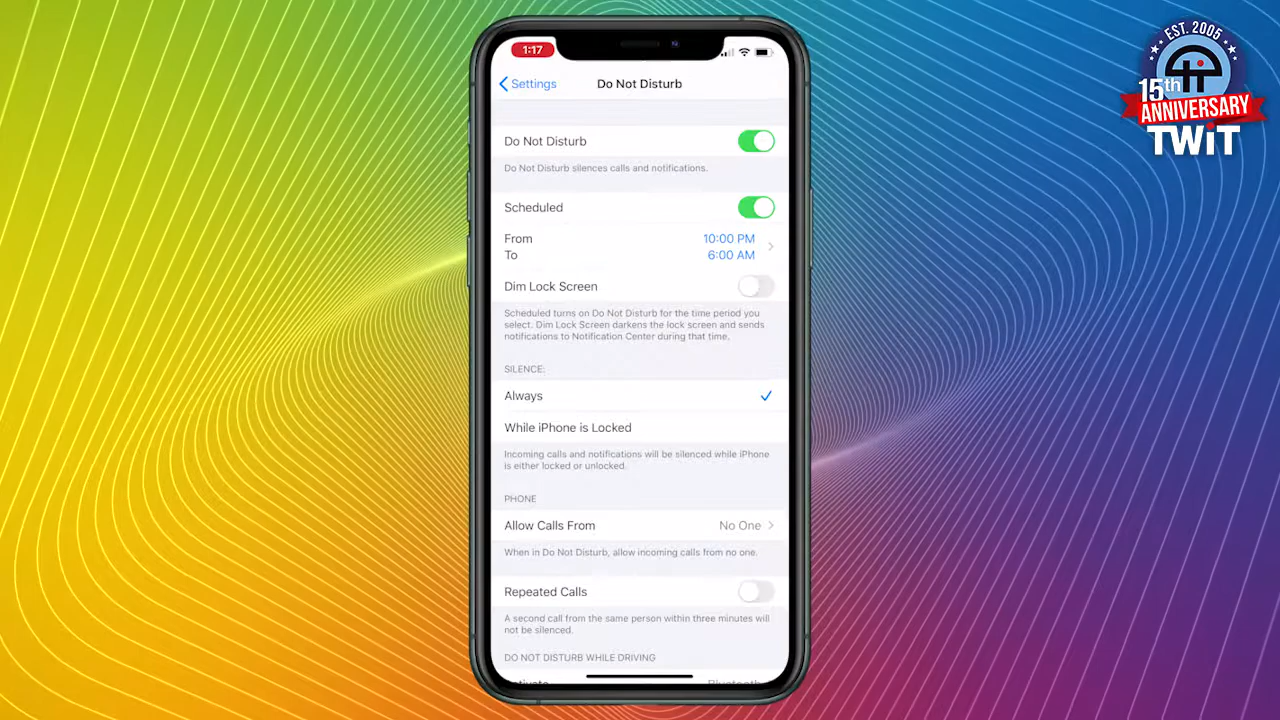 EST. 2005
15th
ANNIVERSARY
TWiT
1:17
Settings
Do Not Disturb
Do Not Disturb
Do Not Disturb silences calls and notifications.
Scheduled
From
10:00 PM
To
6:00 AM
Dim Lock Screen
Scheduled turns on Do Not Disturb for the time period you
select. Dim Lock Screen darkens the lock screen and sends
notifications to Notification Center during that time.
SILENCE:
Always
While iPhone is Locked
Incoming calls and notifications will be silenced while iPhone
is either locked or unlocked.
PHONE
Allow Calls From
No One
When in Do Not Disturb, allow incoming calls from no one.
Repeated Calls
A second call from the same person within three minutes will
not be silenced.
DO NOT DISTURB WHILE DRIVING
Activate
Bluetooth